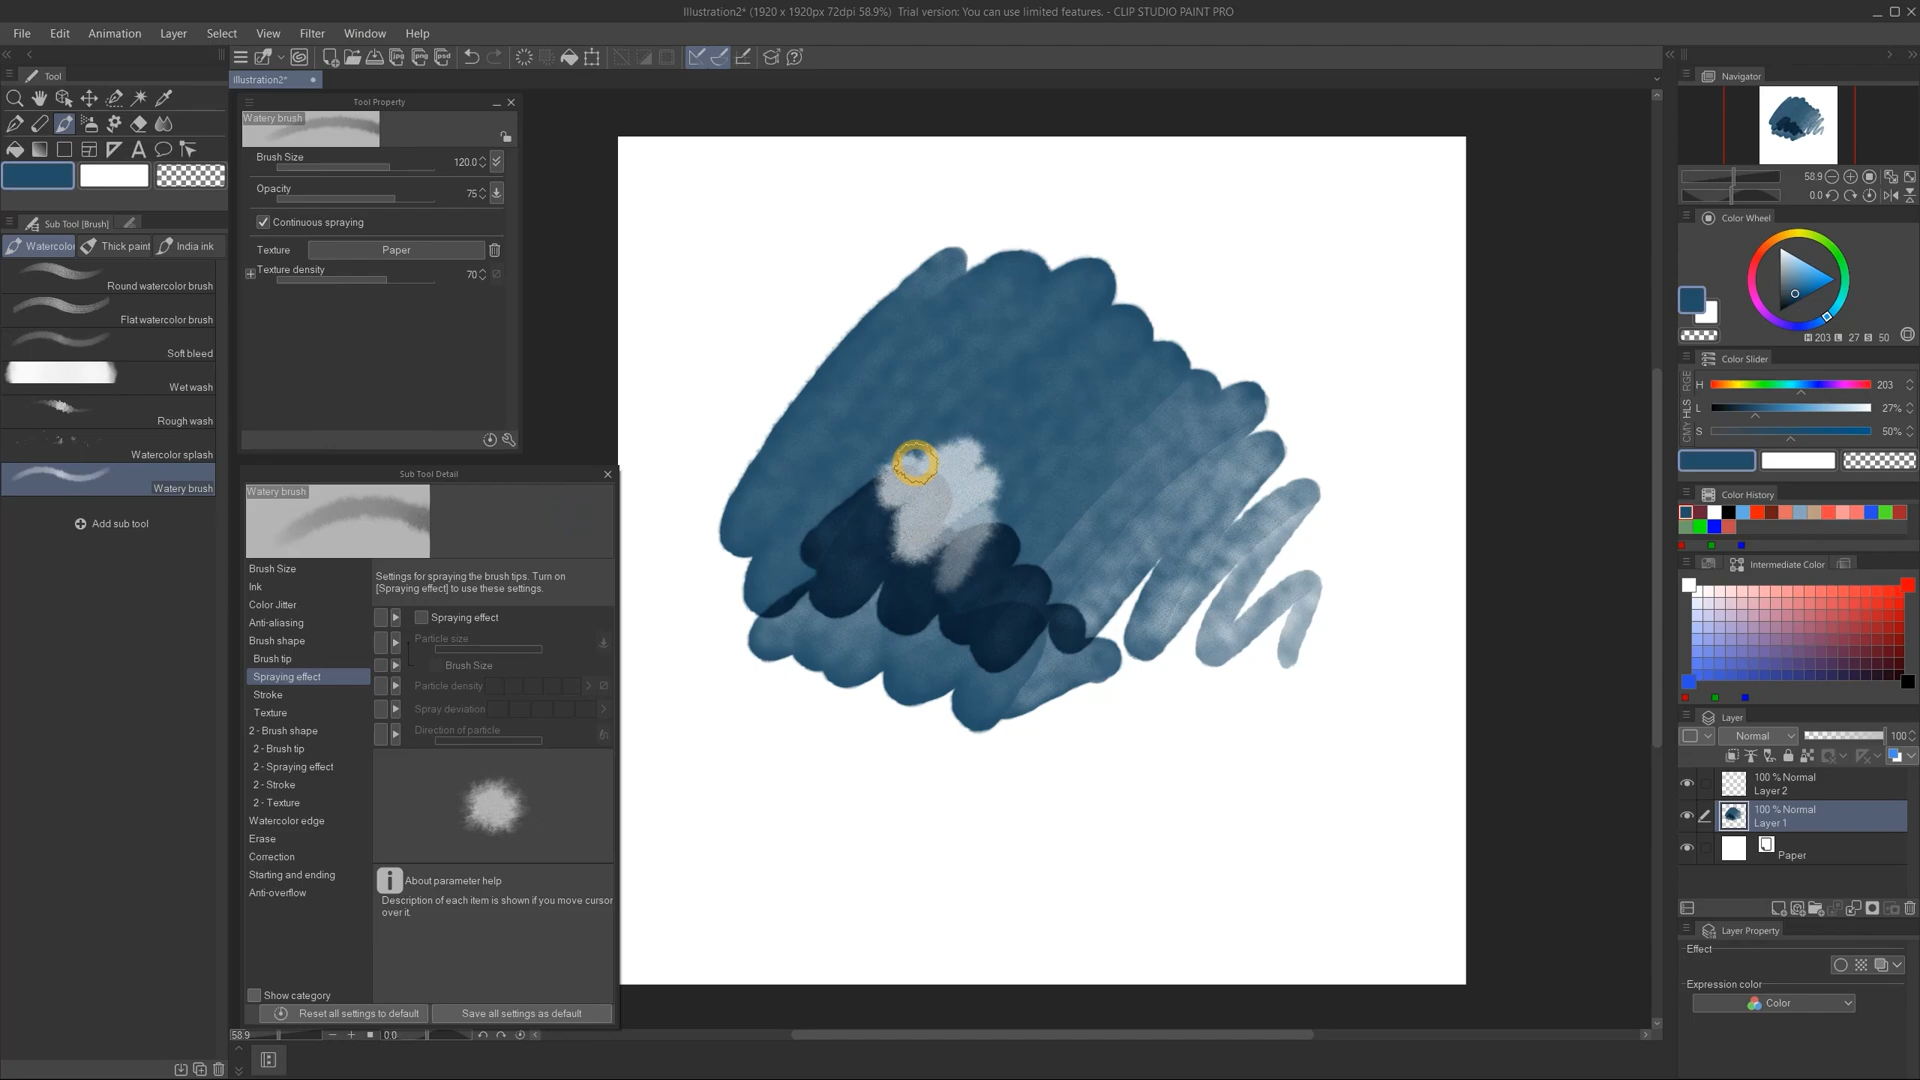 Illustration2* (1920 x 1920px 72dpi 58.9%) Trial version: You can use limited features. - CLIP STUDIO PAINT PRO
File Edit Animation Layer Select View Filter Window Help
Tool
Illustration2*
Sub Tool [Brush]
Watercolor Thick paint India ink
Round watercolor brush
Flat watercolor brush
Soft bleed
Wet wash
Rough wash
Watercolor splash
Watery brush
Add sub tool
Tool Property
Watery brush
Brush Size 120.0
Opacity 75
Continuous spraying
Texture Paper
Texture density 70
Sub Tool Detail
Watery brush
Brush Size
Ink
Color Jitter
Anti-aliasing
Brush shape
Brush tip
Spraying effect
Stroke
Texture
2 - Brush shape
2 - Brush tip
2 - Spraying effect
2 - Stroke
2 - Texture
Watercolor edge
Erase
Correction
Starting and ending
Anti-overflow
Settings for spraying the brush tips. Turn on
[Spraying effect] to use these settings.
Spraying effect
Particle size
Brush Size
Particle density
Spray deviation
Direction of particle
About parameter help
Description of each item is shown if you move cursor
over it.
Show category
Reset all settings to default Save all settings as default
58.9 0.0
Navigator
58.9
0.0
Color Wheel
H 203 L 27 S 50
Color Slider
RGB
HLS
CMY
H 203
L 27%
S 50%
Color History
Intermediate Color
Layer
Normal 100
100 % Normal
Layer 2
100 % Normal
Layer 1
Paper
Layer Property
Effect
Expression color
Color